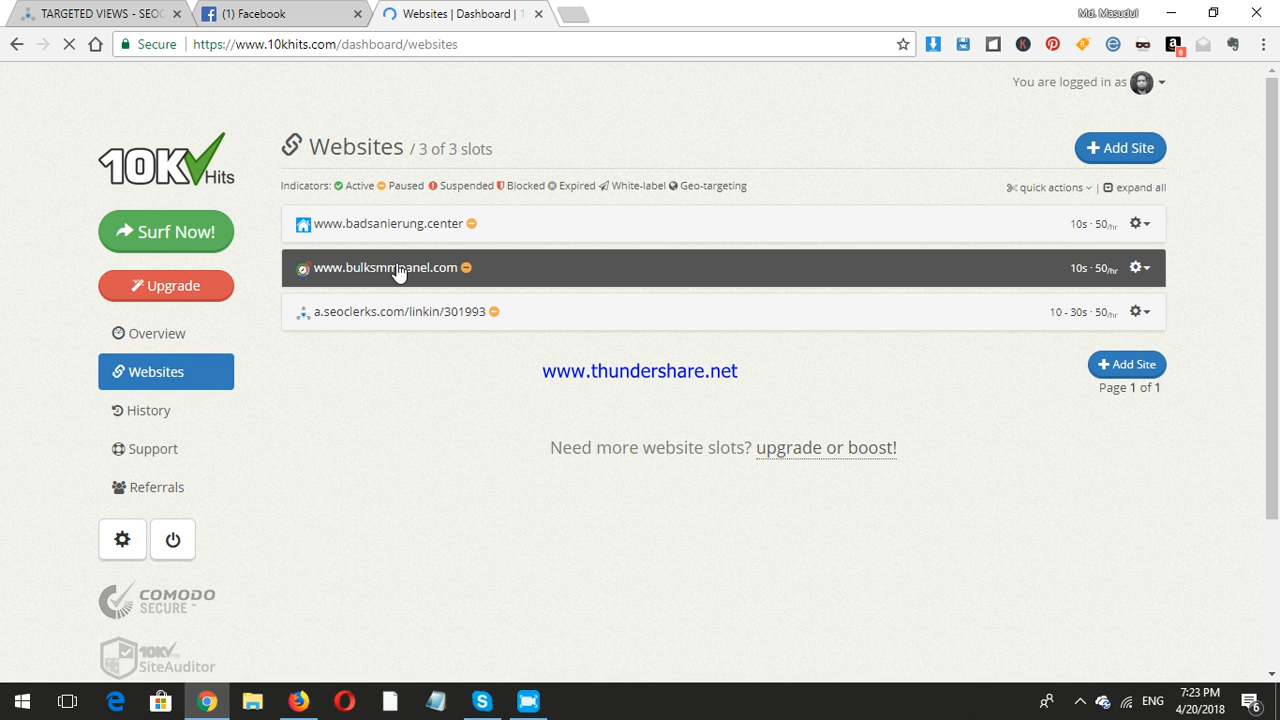 TARGETED VIEWS - SEOC
(1) Facebook
Websites | Dashboard | T
Md. Masudul
Secure
https://www.10khits.com/dashboard/websites
8
You are logged in as
10K Hits
Websites / 3 of 3 slots
Add Site
Indicators: Active Paused Suspended Blocked Expired White-label Geo-targeting
quick actions
expand all
Surf Now!
Upgrade
Overview
Websites
History
Support
Referrals
www.badsanierung.center
10s · 50/hr
www.bulksmmpanel.com
10s · 50/hr
a.seoclerks.com/linkin/301993
10 - 30s · 50/hr
www.thundershare.net
Add Site
Page 1 of 1
Need more website slots? upgrade or boost!
COMODO
SECURE™
10K
SiteAuditor
ENG
7:23 PM
4/20/2018
6